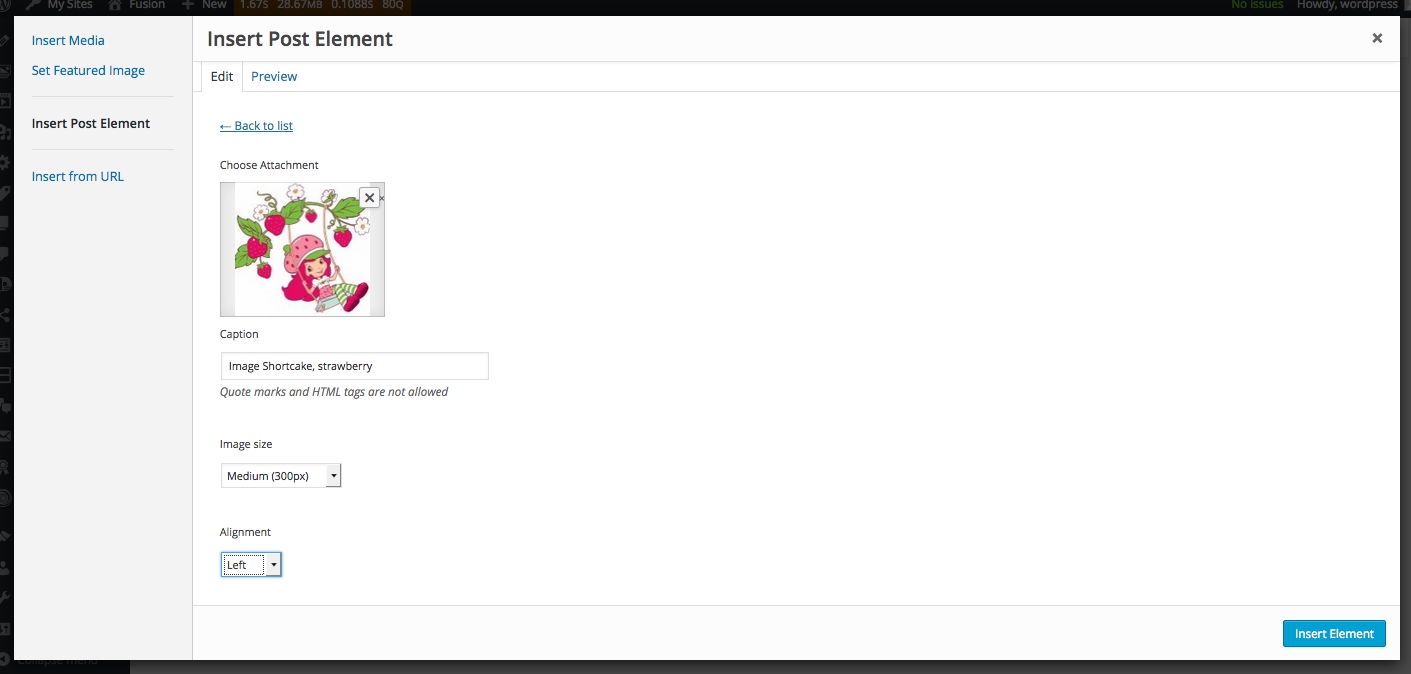 My Sites Fusion New 1.67s 28.67MB 0.1088s 80Q No Issues Howdy, wordpress
Insert Media
Set Featured Image
Insert Post Element
Insert from URL
Insert Post Element
Edit Preview
← Back to list
Choose Attachment
Caption
Image Shortcake, strawberry
Quote marks and HTML tags are not allowed
Image size
Medium (300px)
Alignment
Left
Insert Element
Collapse menu